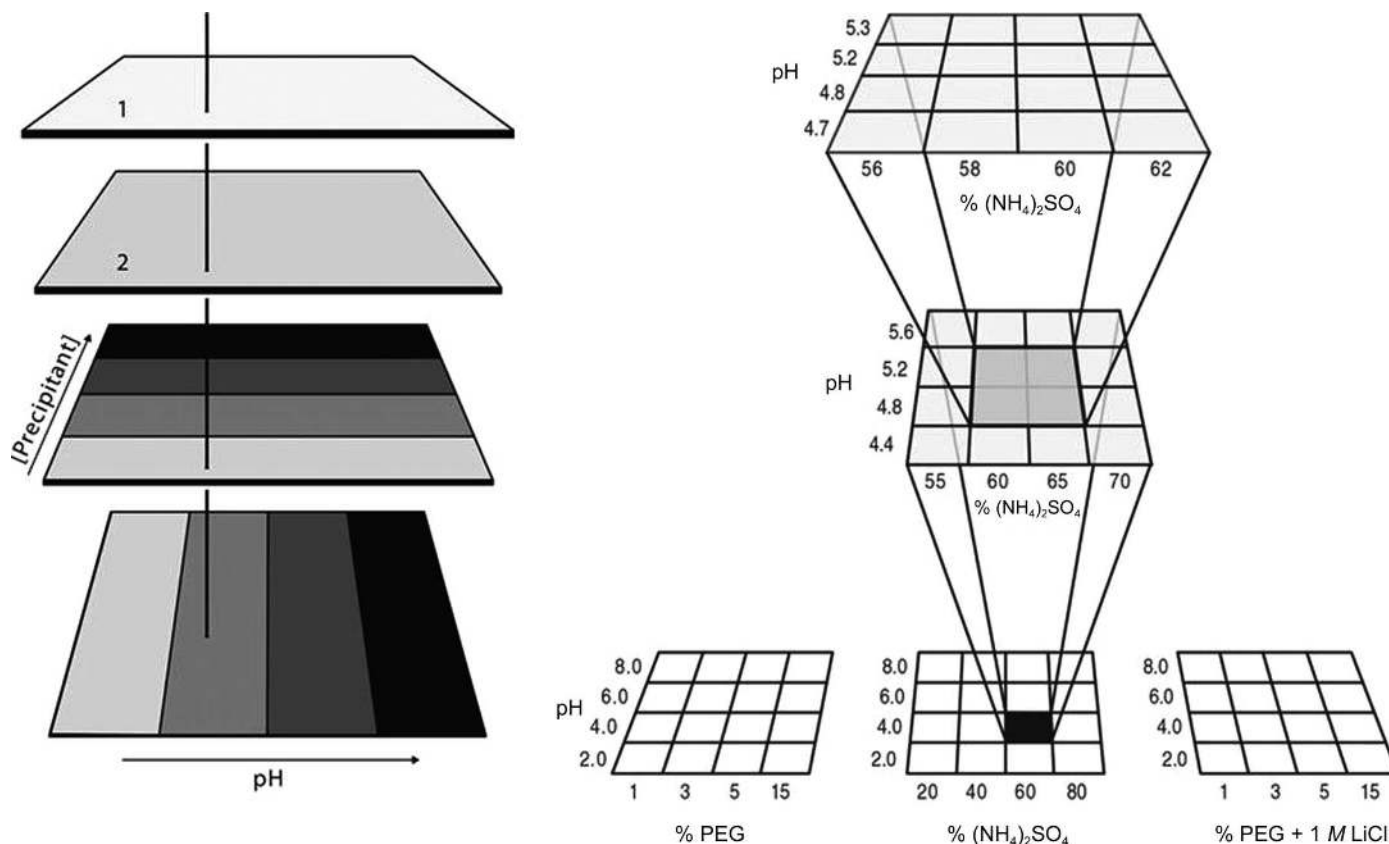 1
2
[Precipitant]
pH
5.3
5.2
4.8
4.7
pH
56 58 60 62
% (NH₄)₂SO₄
5.6
5.2
4.8
4.4
pH
55 60 65 70
% (NH₄)₂SO₄
8.0
6.0
4.0
2.0
pH
1 3 5 15
% PEG
8.0
6.0
4.0
2.0
20 40 60 80
% (NH₄)₂SO₄
8.0
6.0
4.0
2.0
1 3 5 15
% PEG + 1 M LiCl